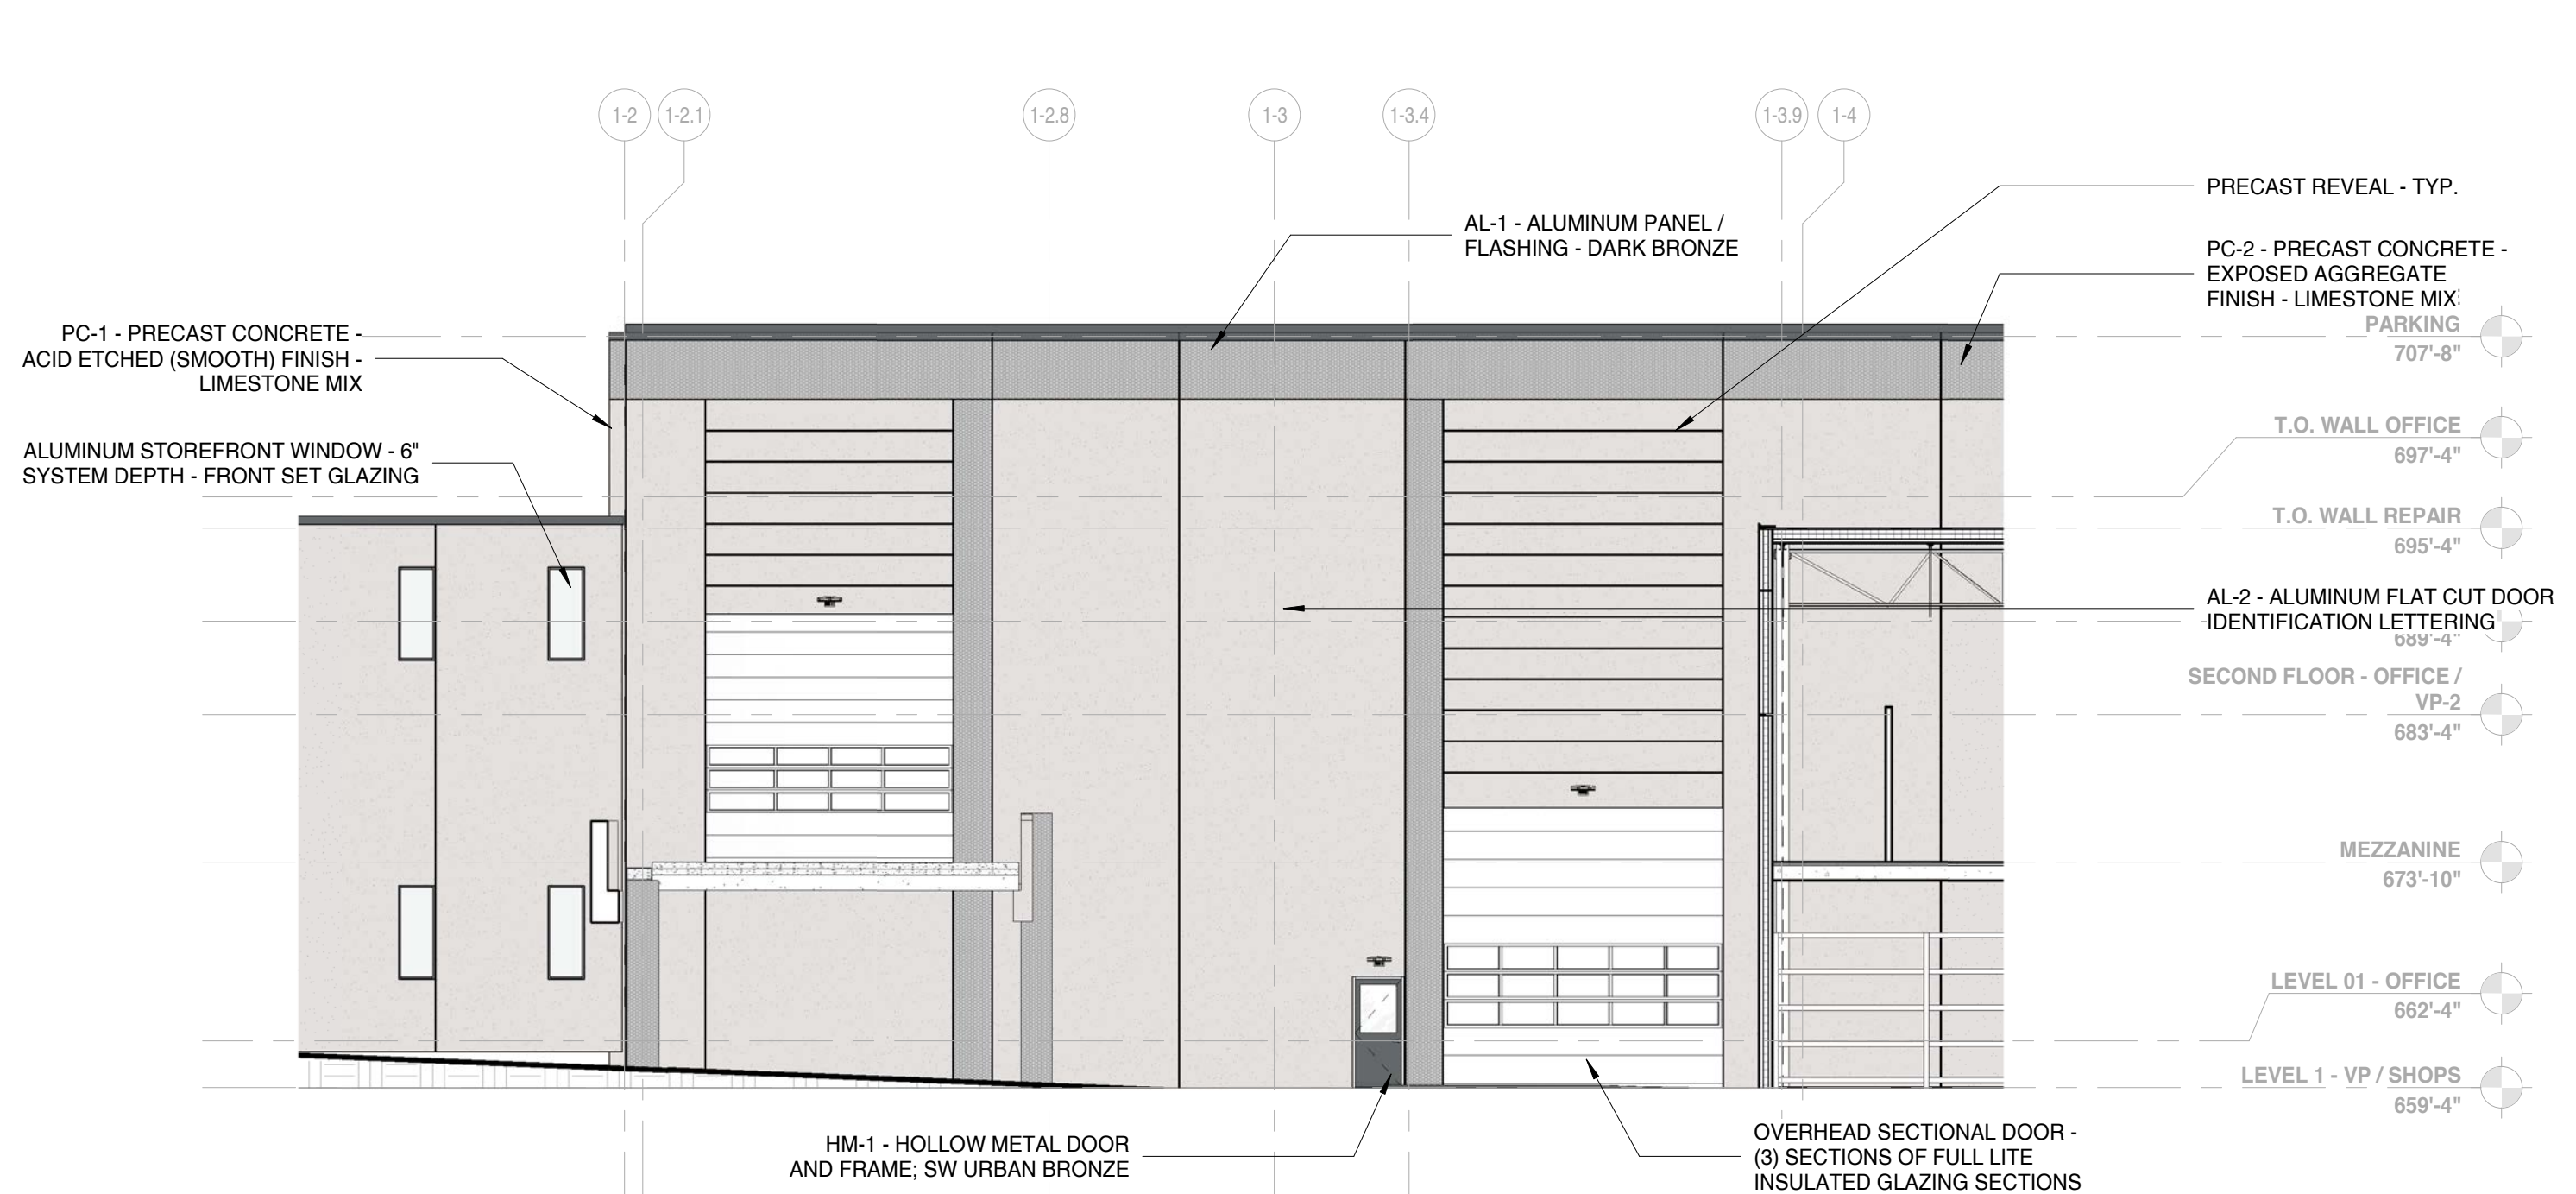 1-2
1-2.1
1-2.8
1-3
1-3.4
1-3.9
1-4
PRECAST REVEAL - TYP.
AL-1 - ALUMINUM PANEL /
FLASHING - DARK BRONZE
PC-2 - PRECAST CONCRETE -
EXPOSED AGGREGATE
FINISH - LIMESTONE MIX
PC-1 - PRECAST CONCRETE -
ACID ETCHED (SMOOTH) FINISH -
LIMESTONE MIX
PARKING
707'-8"
ALUMINUM STOREFRONT WINDOW - 6"
SYSTEM DEPTH - FRONT SET GLAZING
T.O. WALL OFFICE
697'-4"
T.O. WALL REPAIR
695'-4"
AL-2 - ALUMINUM FLAT CUT DOOR
IDENTIFICATION LETTERING
689'-4"
SECOND FLOOR - OFFICE /
VP-2
683'-4"
MEZZANINE
673'-10"
LEVEL 01 - OFFICE
662'-4"
LEVEL 1 - VP / SHOPS
659'-4"
HM-1 - HOLLOW METAL DOOR
AND FRAME; SW URBAN BRONZE
OVERHEAD SECTIONAL DOOR -
(3) SECTIONS OF FULL LITE
INSULATED GLAZING SECTIONS